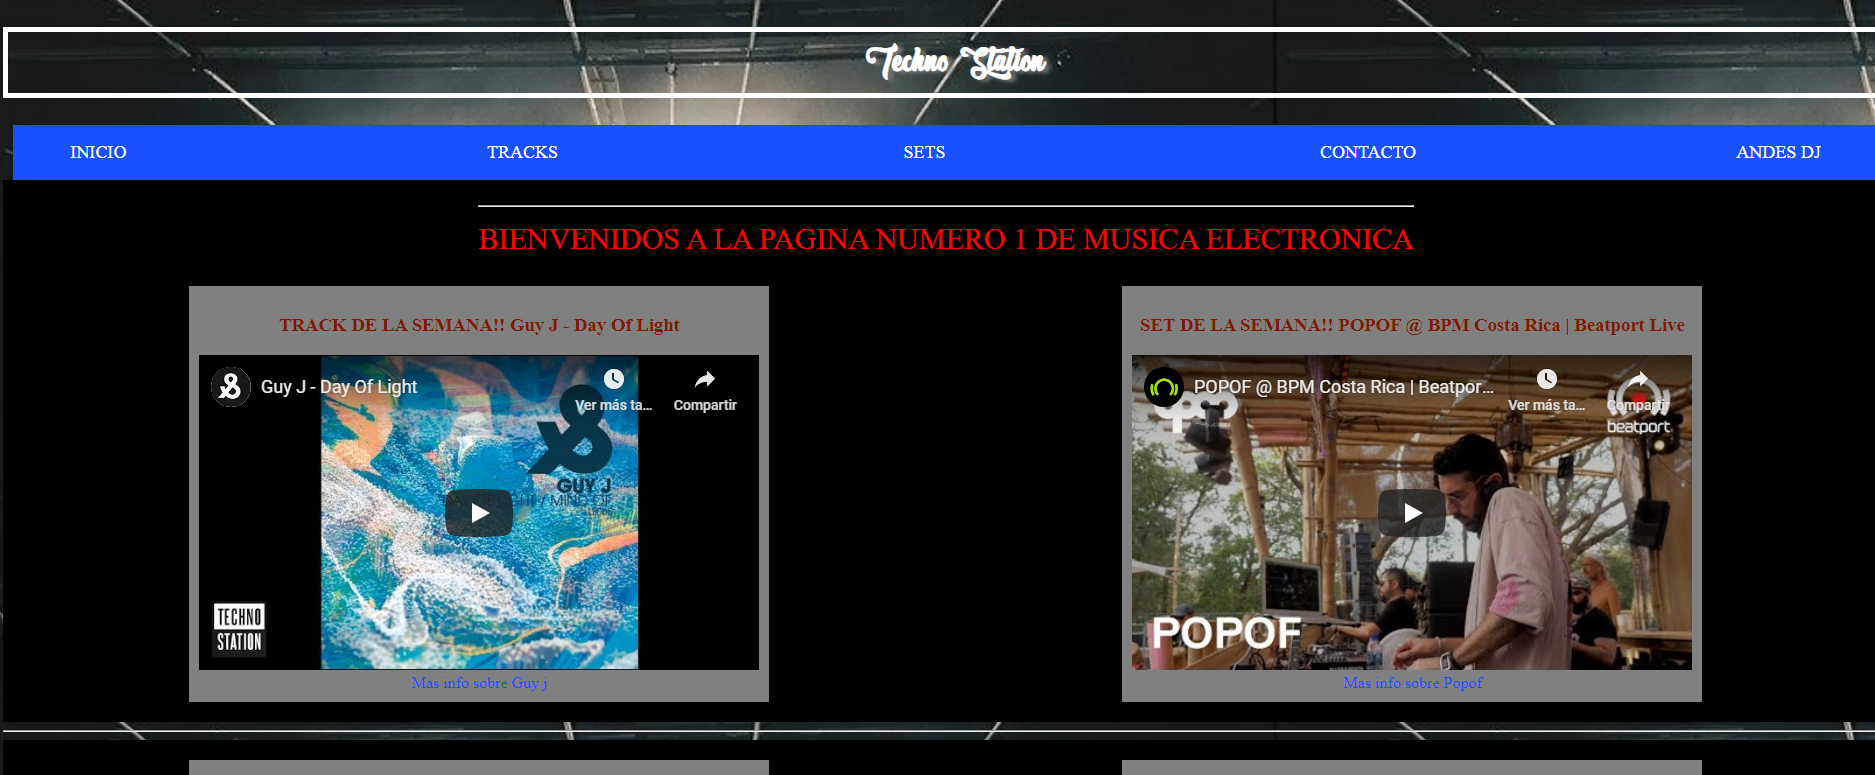 Techno Station
INICIO TRACKS SETS CONTACTO ANDES DJ
BIENVENIDOS A LA PAGINA NUMERO 1 DE MUSICA ELECTRONICA
TRACK DE LA SEMANA!! Guy J - Day Of Light
Guy J - Day Of Light
Ver más ta...
Compartir
GUY J
TECHNO
STATION
Mas info sobre Guy j
SET DE LA SEMANA!! POPOF @ BPM Costa Rica | Beatport Live
POPOF @ BPM Costa Rica | Beatpor...
Ver más ta...
Compartir
beatport
POPOF
Mas info sobre Popof